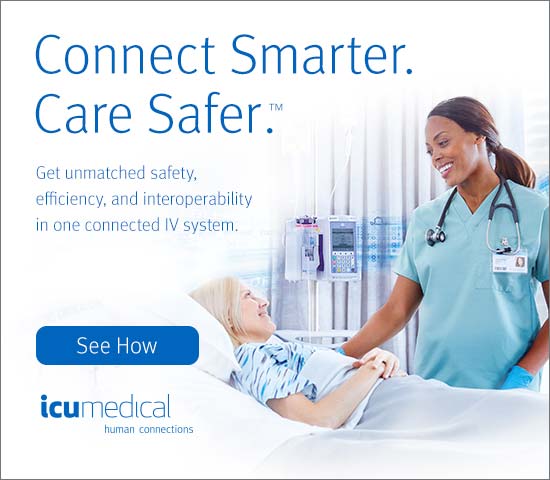 Connect Smarter.
Care Safer.™
Get unmatched safety,
efficiency, and interoperability
in one connected IV system.
See How
icumedical
human connections